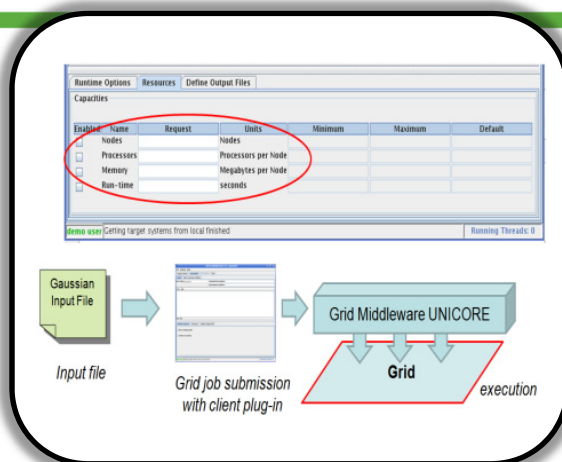 Runtime Options Resources Define Output Files
Capacities
Enabled Name Request Units Minimum Maximum Default
Nodes Nodes
Processors Processors per Node
Memory Megabytes per Node
Run-time seconds
demo user Getting target systems from local finished Running Threads: 0
Gaussian
Input File
Grid Middleware UNICORE
Grid
Input file
Grid job submission
with client plug-in
execution